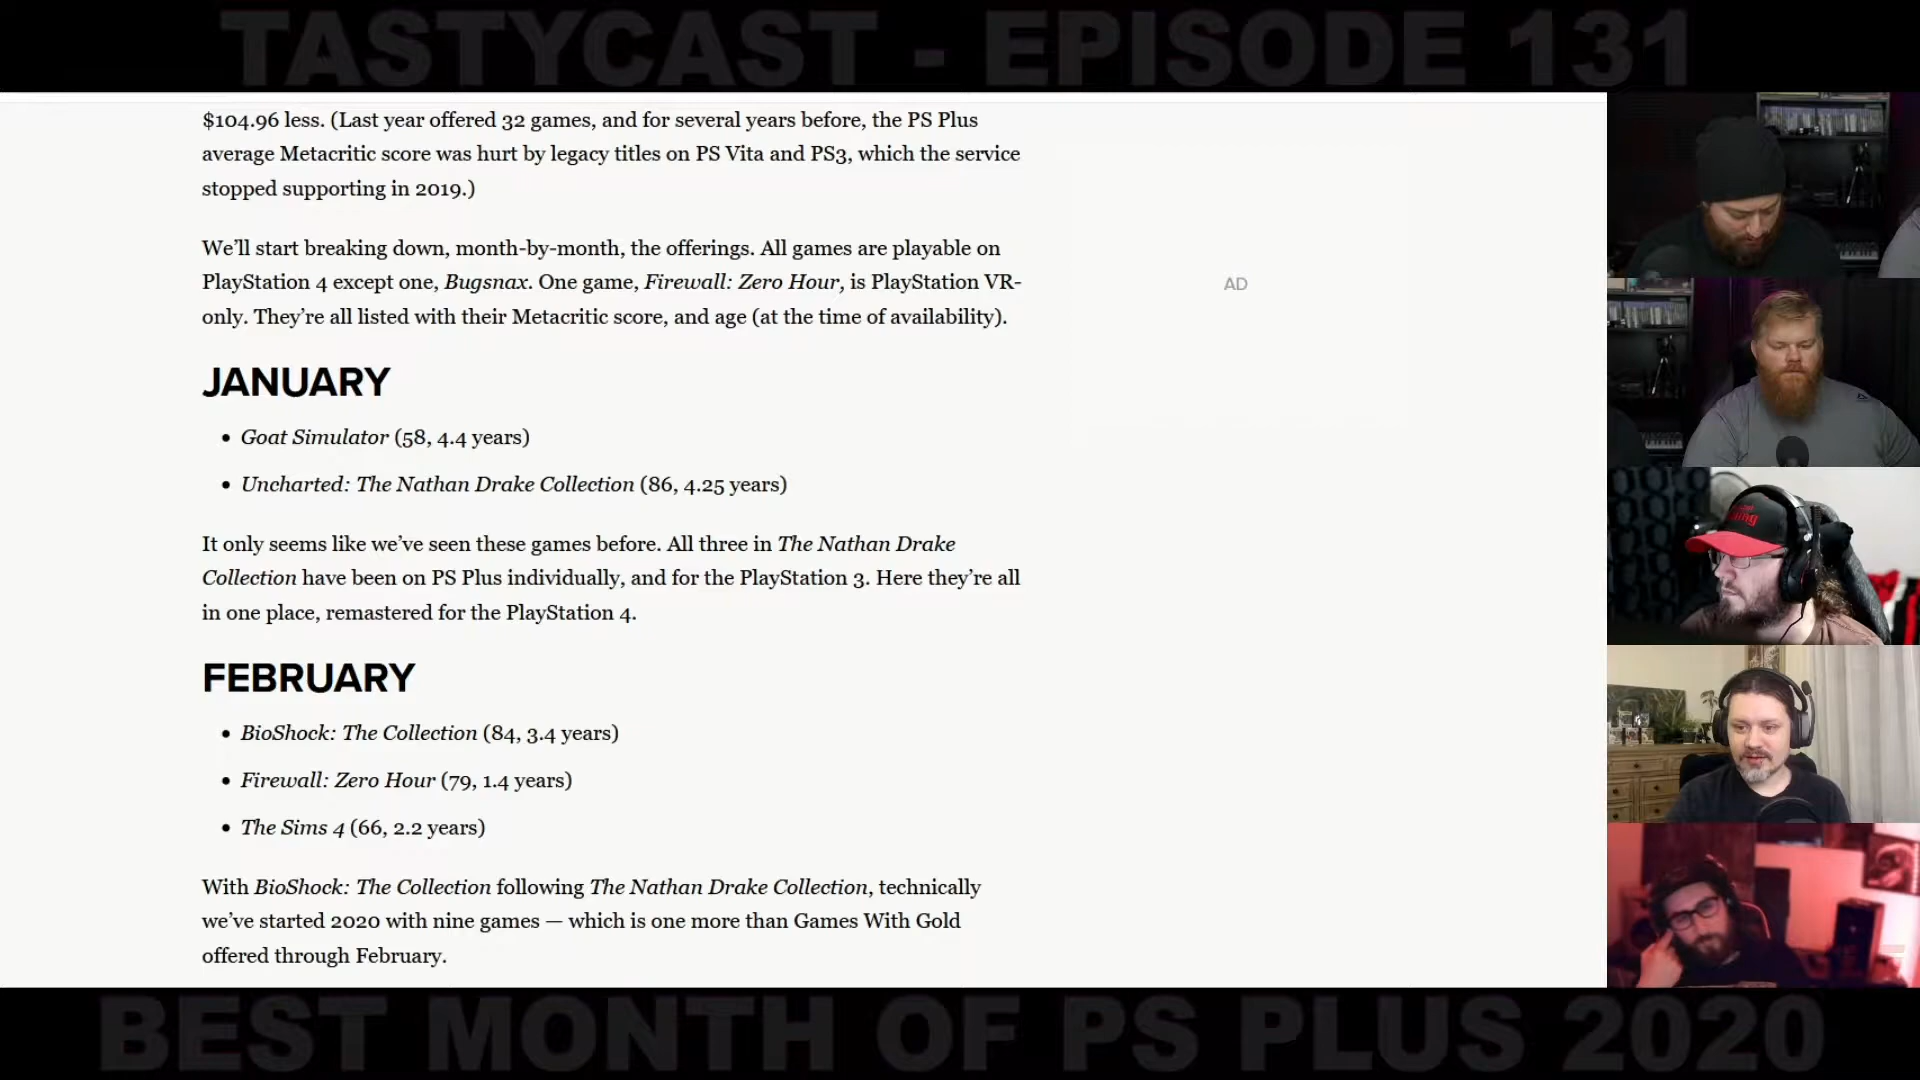 TASTYCAST - EPISODE 131
$104.96 less. (Last year offered 32 games, and for several years before, the PS Plus
average Metacritic score was hurt by legacy titles on PS Vita and PS3, which the service
stopped supporting in 2019.)
We’ll start breaking down, month-by-month, the offerings. All games are playable on
PlayStation 4 except one, Bugsnax. One game, Firewall: Zero Hour, is PlayStation VR-
only. They’re all listed with their Metacritic score, and age (at the time of availability).
AD
JANUARY
• Goat Simulator (58, 4.4 years)
• Uncharted: The Nathan Drake Collection (86, 4.25 years)
It only seems like we’ve seen these games before. All three in The Nathan Drake
Collection have been on PS Plus individually, and for the PlayStation 3. Here they’re all
in one place, remastered for the PlayStation 4.
FEBRUARY
• BioShock: The Collection (84, 3.4 years)
• Firewall: Zero Hour (79, 1.4 years)
• The Sims 4 (66, 2.2 years)
With BioShock: The Collection following The Nathan Drake Collection, technically
we’ve started 2020 with nine games — which is one more than Games With Gold
offered through February.
BEST MONTH OF PS PLUS 2020